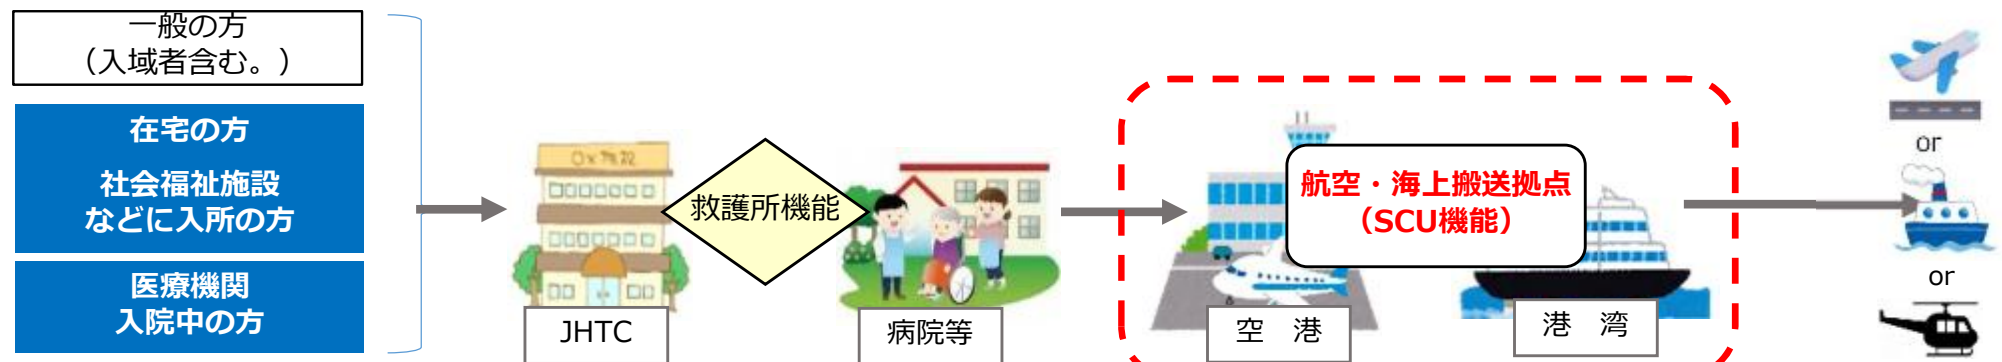 一般の方
（入域者含む。）
在宅の方
社会福祉施設
などに入所の方
医療機関
入院中の方
救護所機能
JHTC
病院等
航空・海上搬送拠点
（SCU機能）
空　港
港　湾
or
or